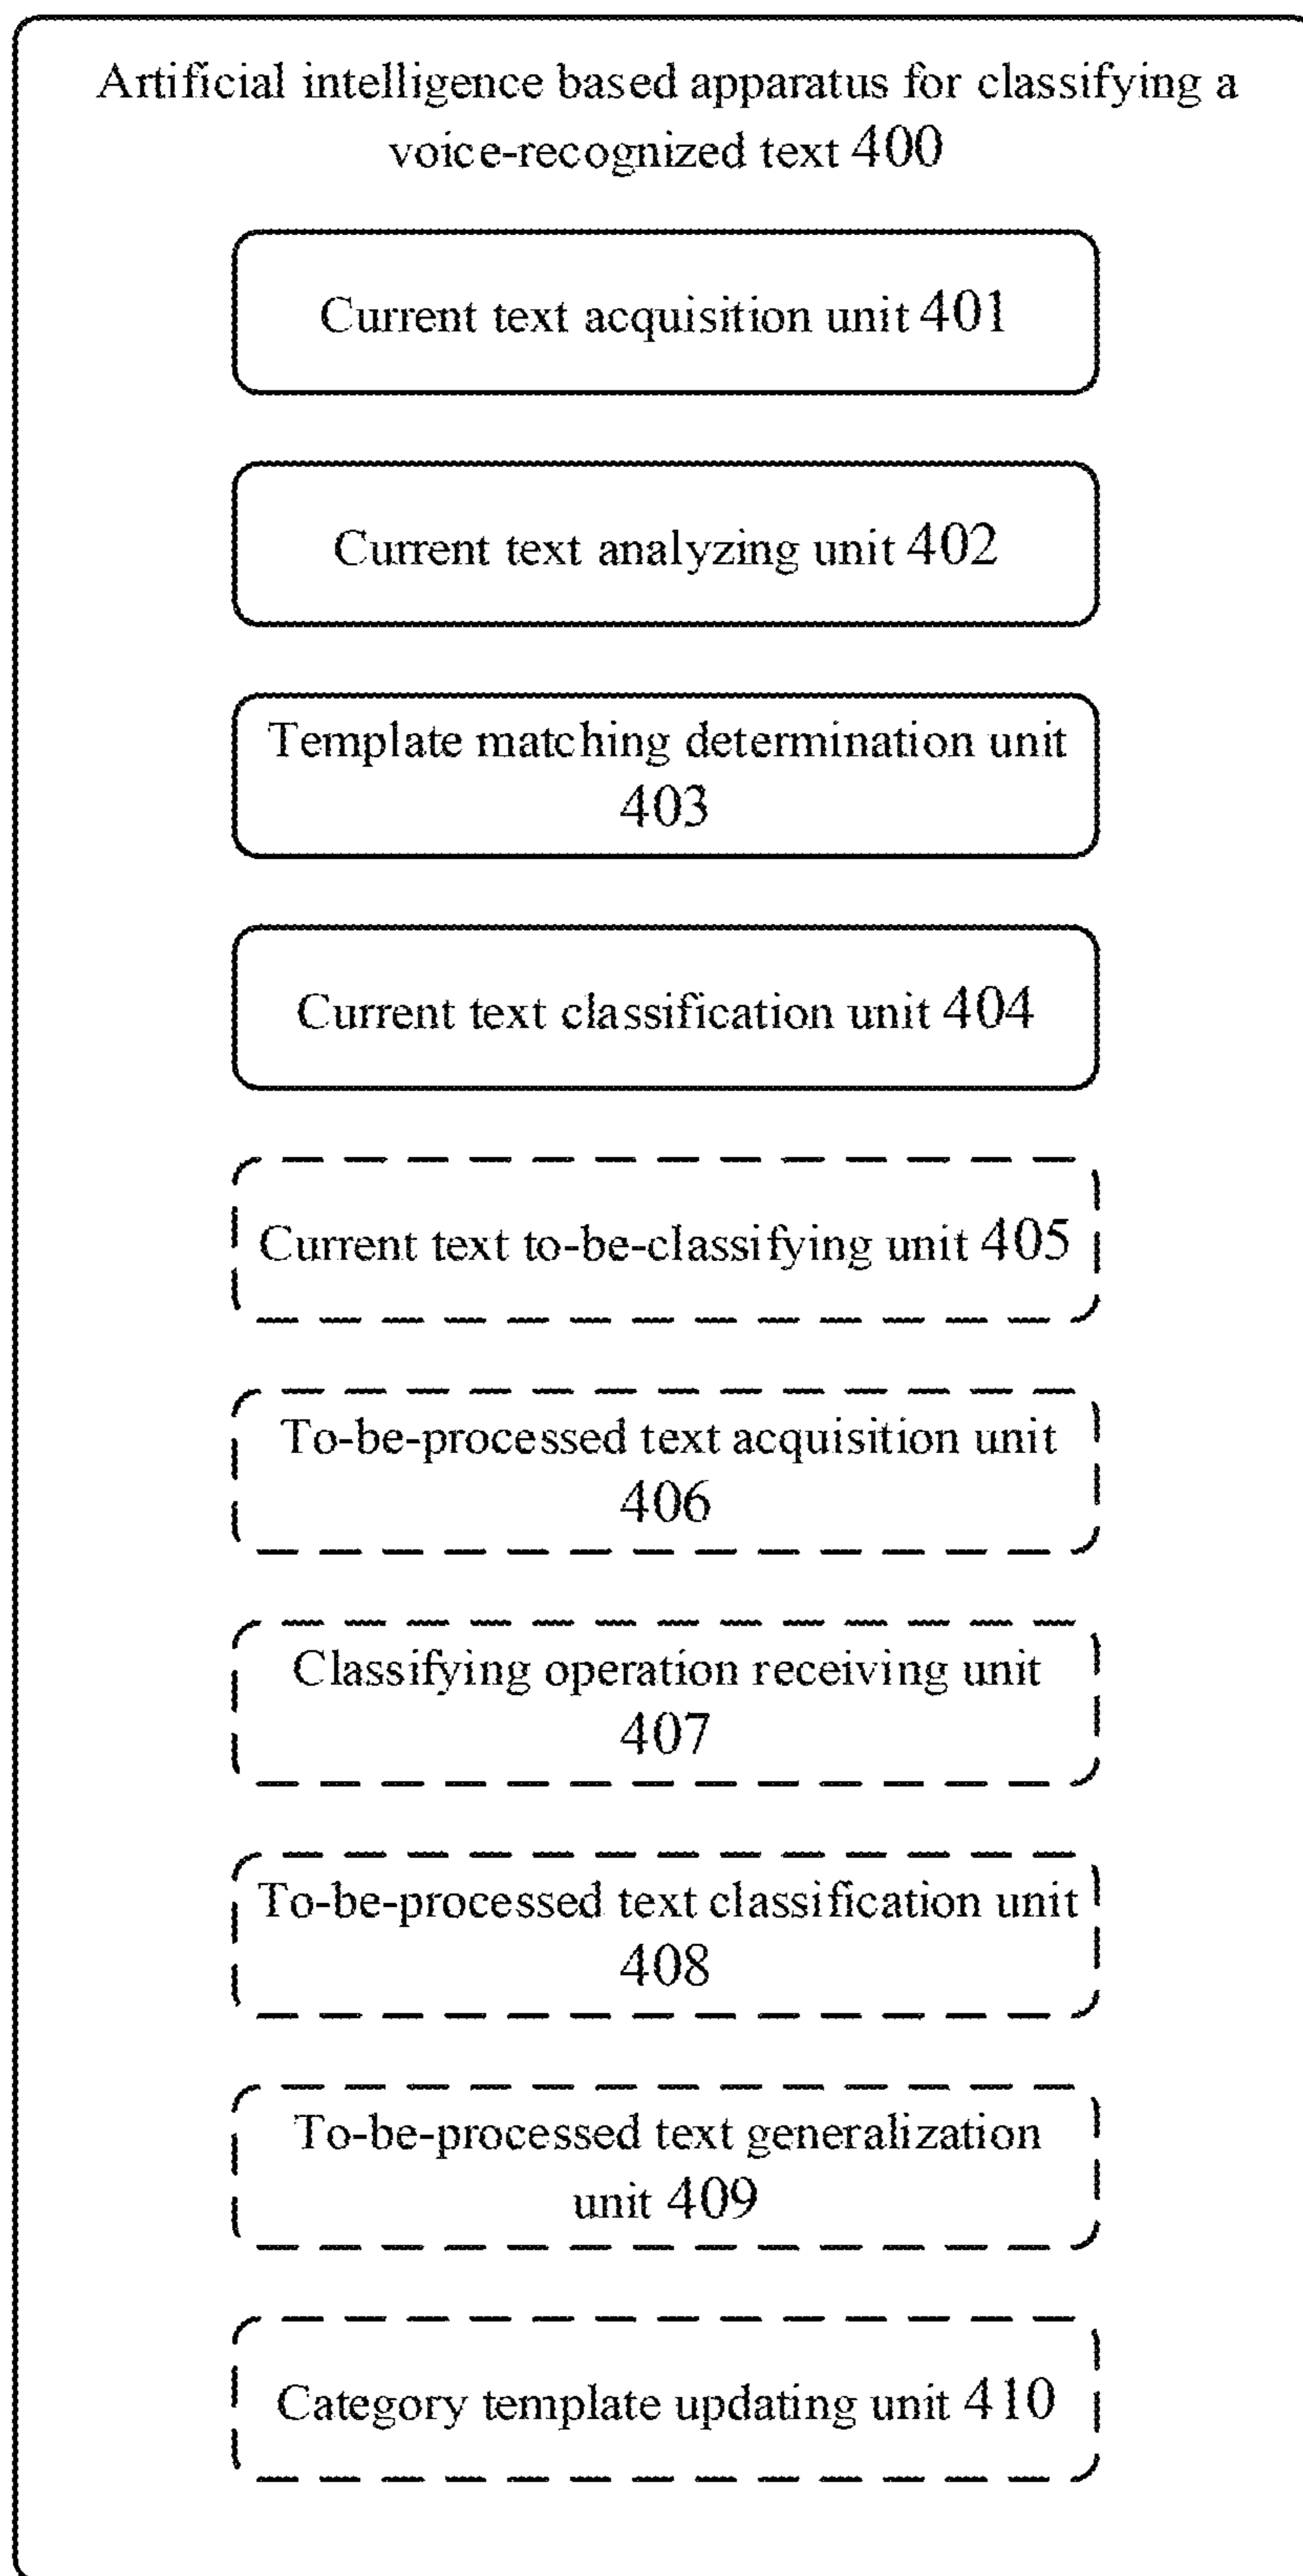 Artificial intelligence based apparatus for classifying a
voice-recognized text 400
Current text acquisition unit 401
Current text analyzing unit 402
Template matching determination unit
403
Current text classification unit 404
Current text to-be-classifying unit 405
To-be-processed text acquisition unit
406
Classifying operation receiving unit
407
To-be-processed text classification unit
408
To-be-processed text generalization
unit 409
Category template updating unit 410